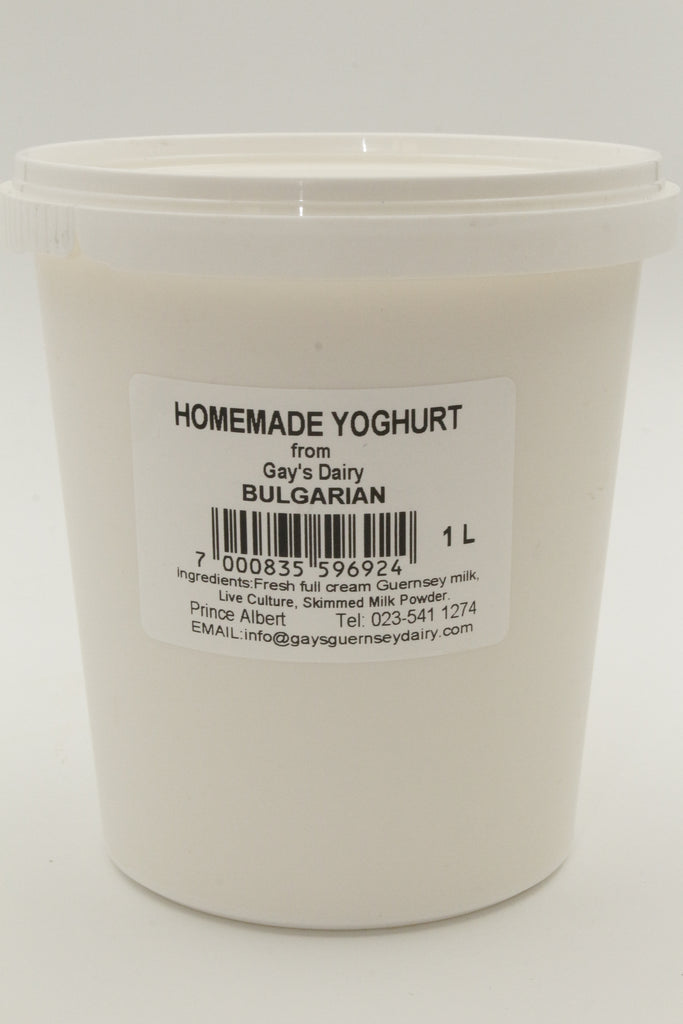 HOMEMADE YOGHURT
from
Gay's Dairy
BULGARIAN
1 L
7 000835 596924
Ingredients:Fresh full cream Guernsey milk,
Live Culture, Skimmed Milk Powder.
Prince Albert Tel: 023-541 1274
EMAIL:info@gaysguernseydairy.com